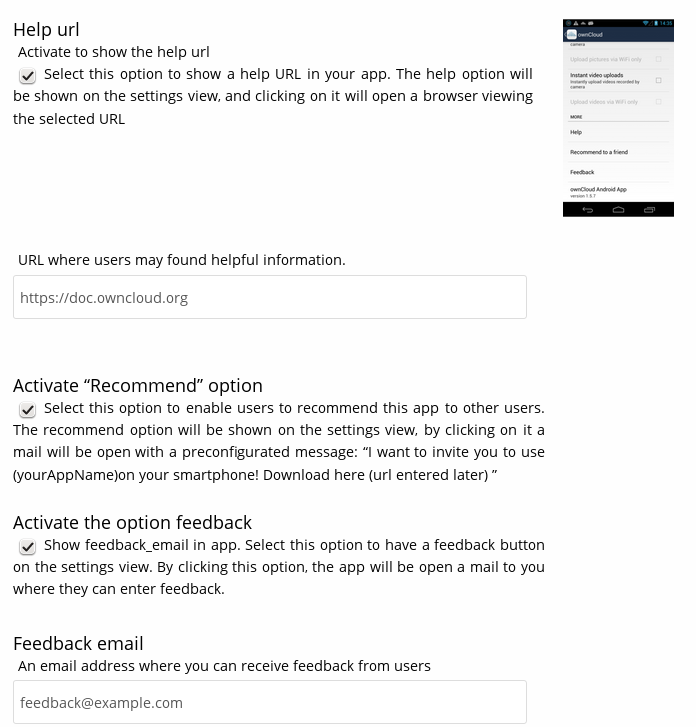 Help url
Activate to show the help url
Select this option to show a help URL in your app. The help option will
be shown on the settings view, and clicking on it will open a browser viewing
the selected URL
14:35
ownCloud
camera
Upload pictures via WiFi only
Instant video uploads
Instantly upload videos recorded by
camera
Upload videos via WiFi only
MORE
Help
Recommend to a friend
Feedback
ownCloud Android App
version 1.5.7
URL where users may found helpful information.
https://doc.owncloud.org
Activate “Recommend” option
Select this option to enable users to recommend this app to other users.
The recommend option will be shown on the settings view, by clicking on it a
mail will be open with a preconfigurated message: “I want to invite you to use
(yourAppName)on your smartphone! Download here (url entered later) ”
Activate the option feedback
Show feedback_email in app. Select this option to have a feedback button
on the settings view. By clicking this option, the app will be open a mail to you
where they can enter feedback.
Feedback email
An email address where you can receive feedback from users
feedback@example.com